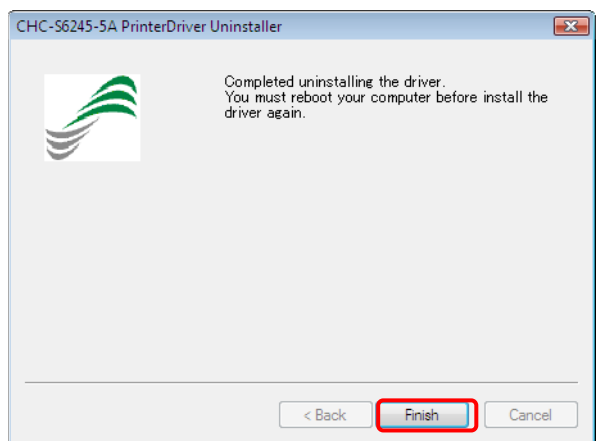 CHC-S6245-5A PrinterDriver Uninstaller
Completed uninstalling the driver.
You must reboot your computer before install the
driver again.
< Back
Finish
Cancel